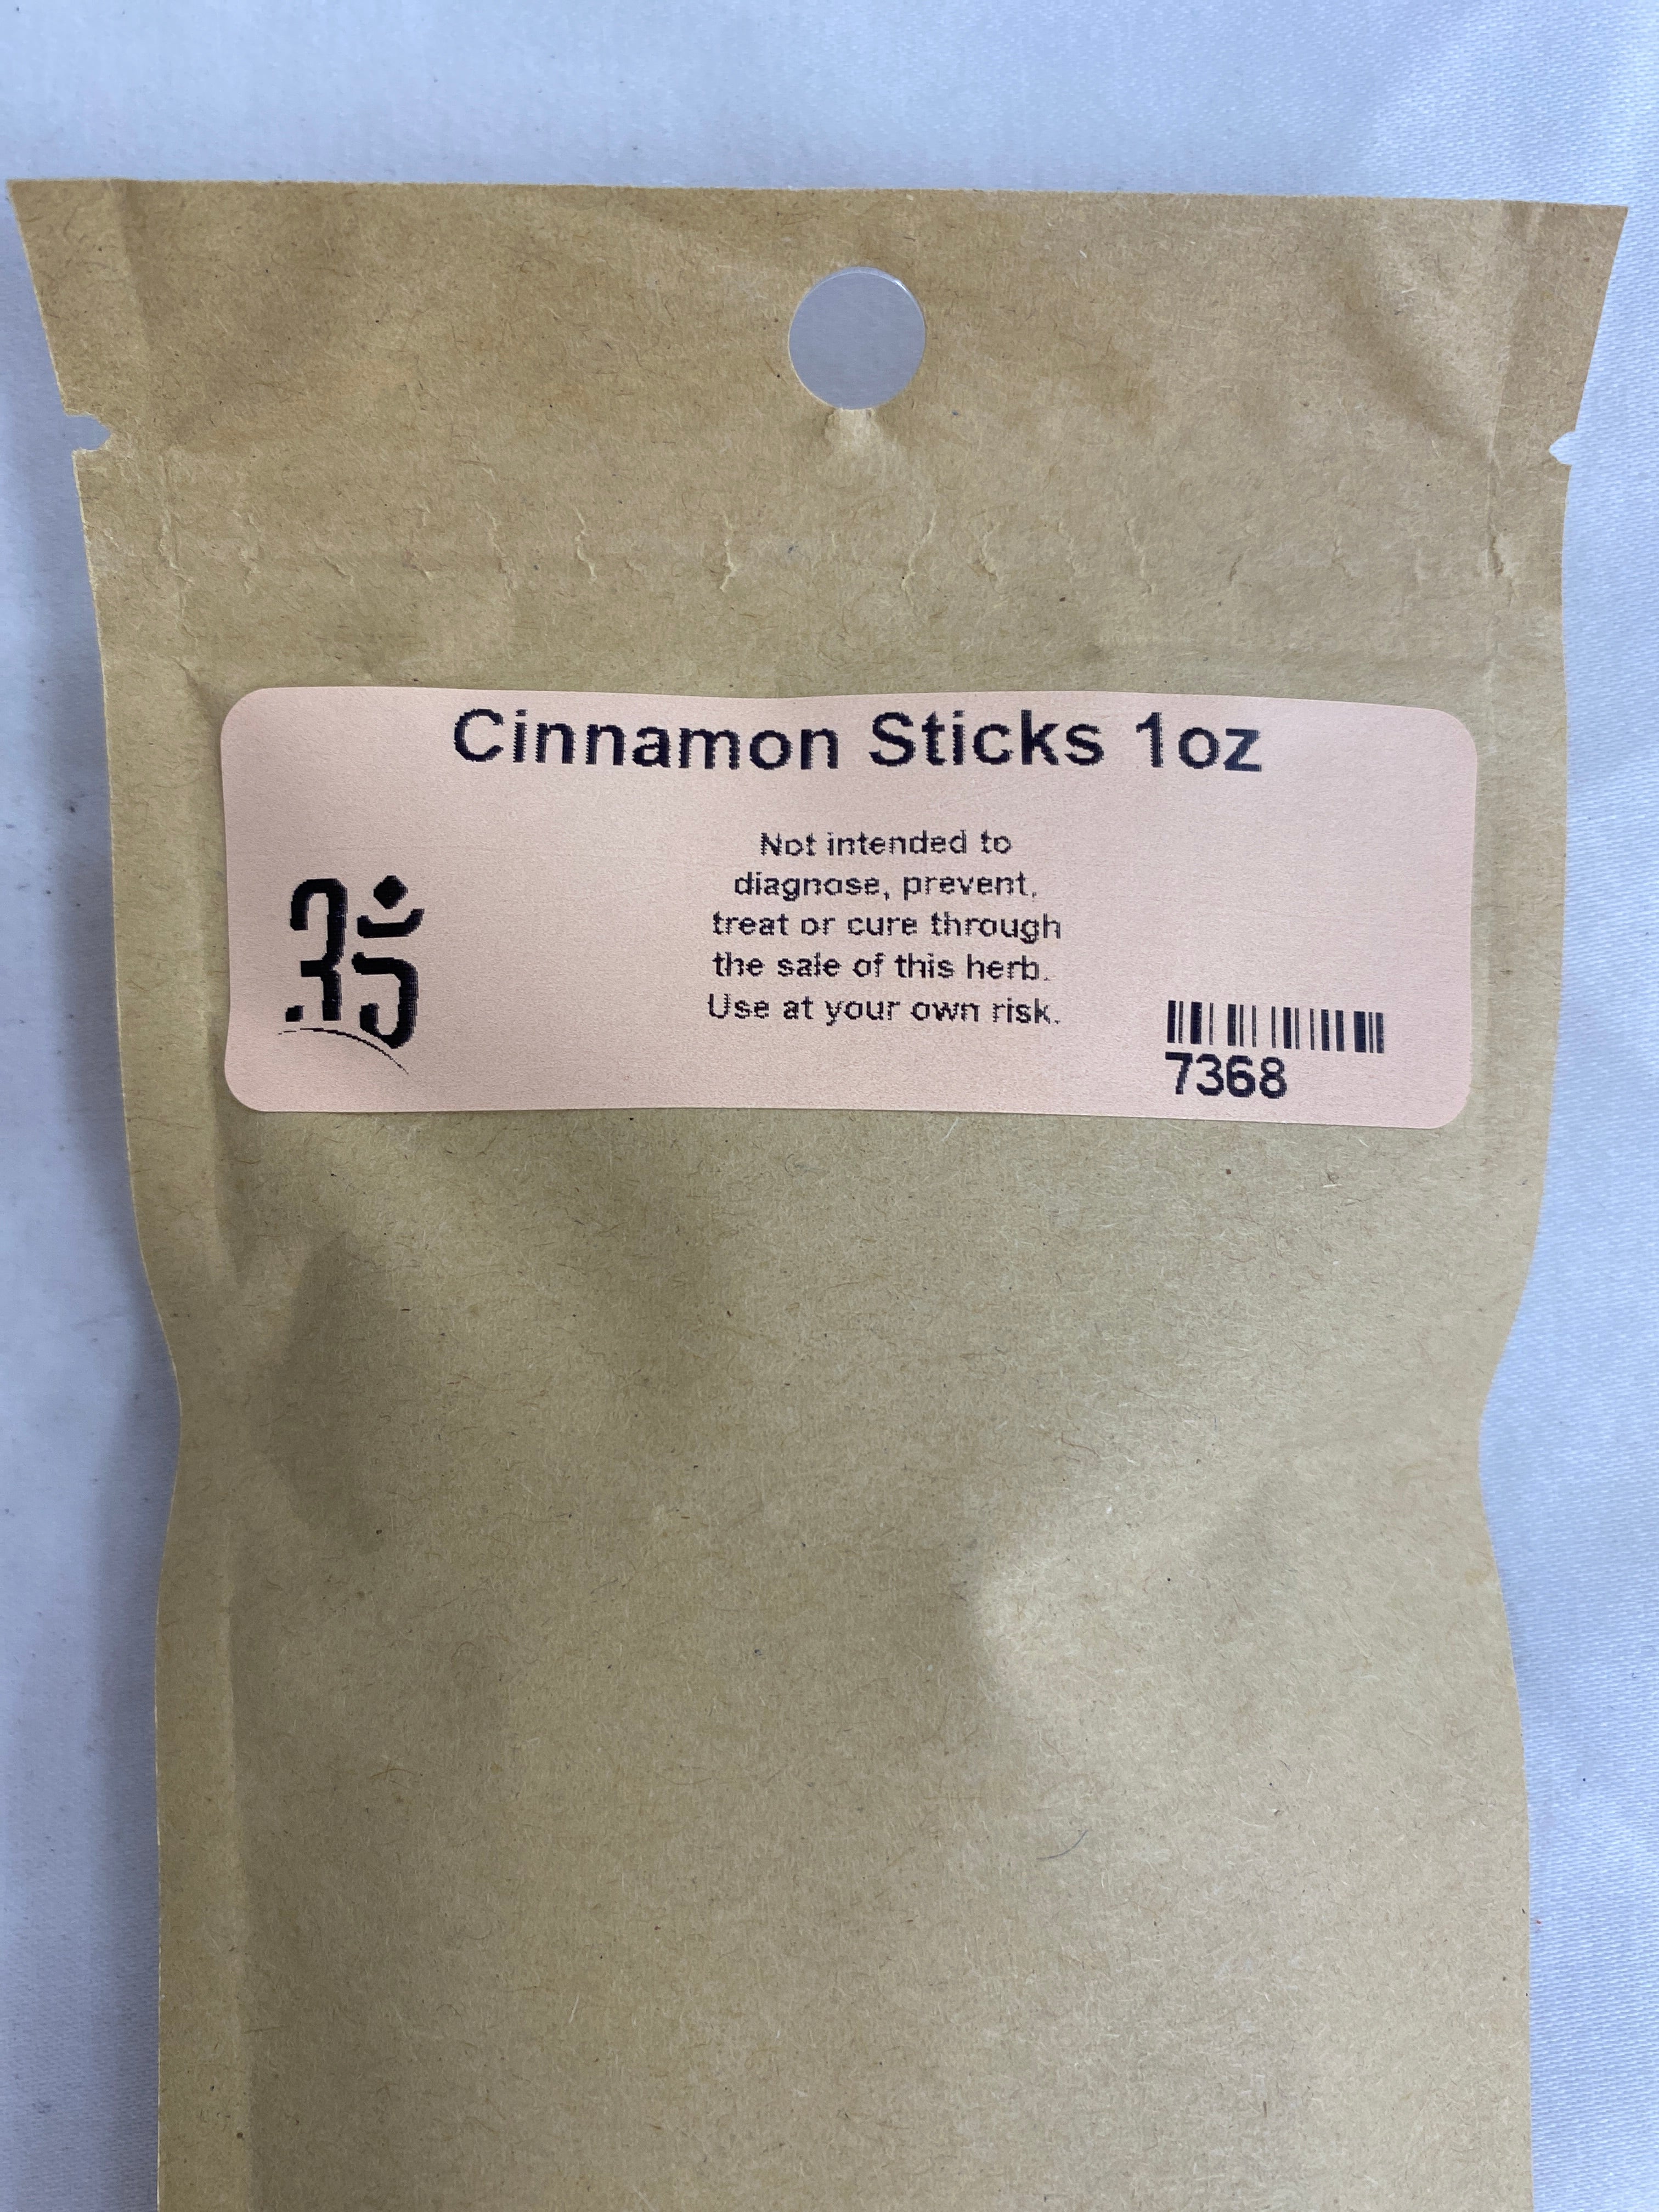 Cinnamon Sticks 1oz
Not intended to
diagnose, prevent,
treat or cure through
the sale of this herb.
Use at your own risk.
7368